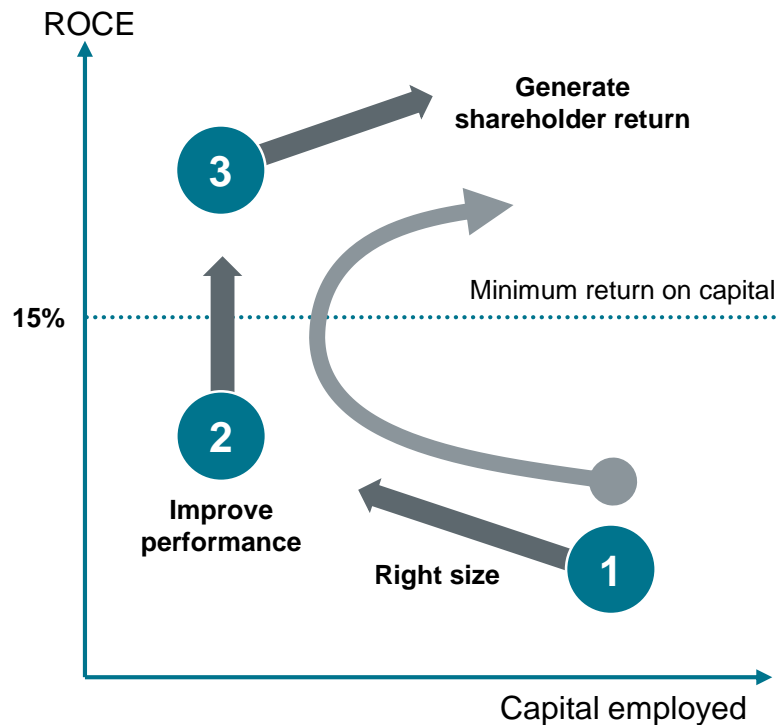 ROCE
Generate
shareholder return
3
Minimum return on capital
15%
2
Improve
performance
Right size
1
Capital employed